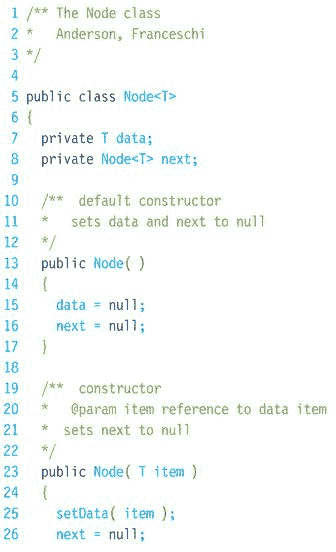 1 /** The Node class
2 *   Anderson, Franceschi
3 */
4
5 public class Node<T>
6 {
7   private T data;
8   private Node<T> next;
9
10   /**  default constructor
11   *   sets data and next to null
12   */
13   public Node( )
14   {
15     data = null;
16     next = null;
17   }
18
19   /**  constructor
20   *   @param item reference to data item
21   *  sets next to null
22   */
23   public Node( T item )
24   {
25     setData( item );
26     next = null;